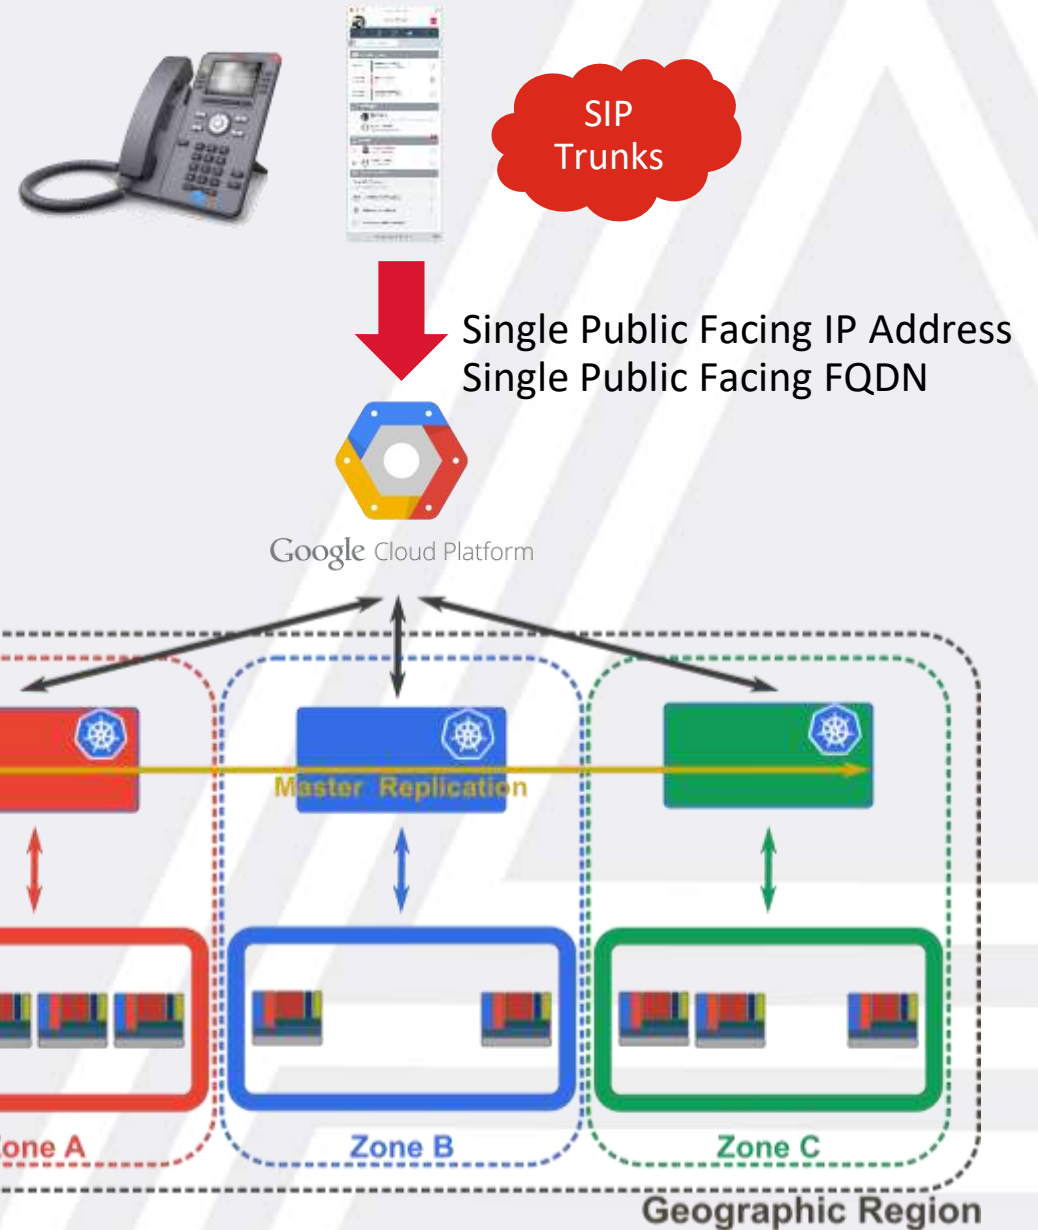 SIP
Trunks
Single Public Facing IP Address
Single Public Facing FQDN
Google Cloud Platform
Master Replication
one A
Zone B
Zone C
Geographic Region